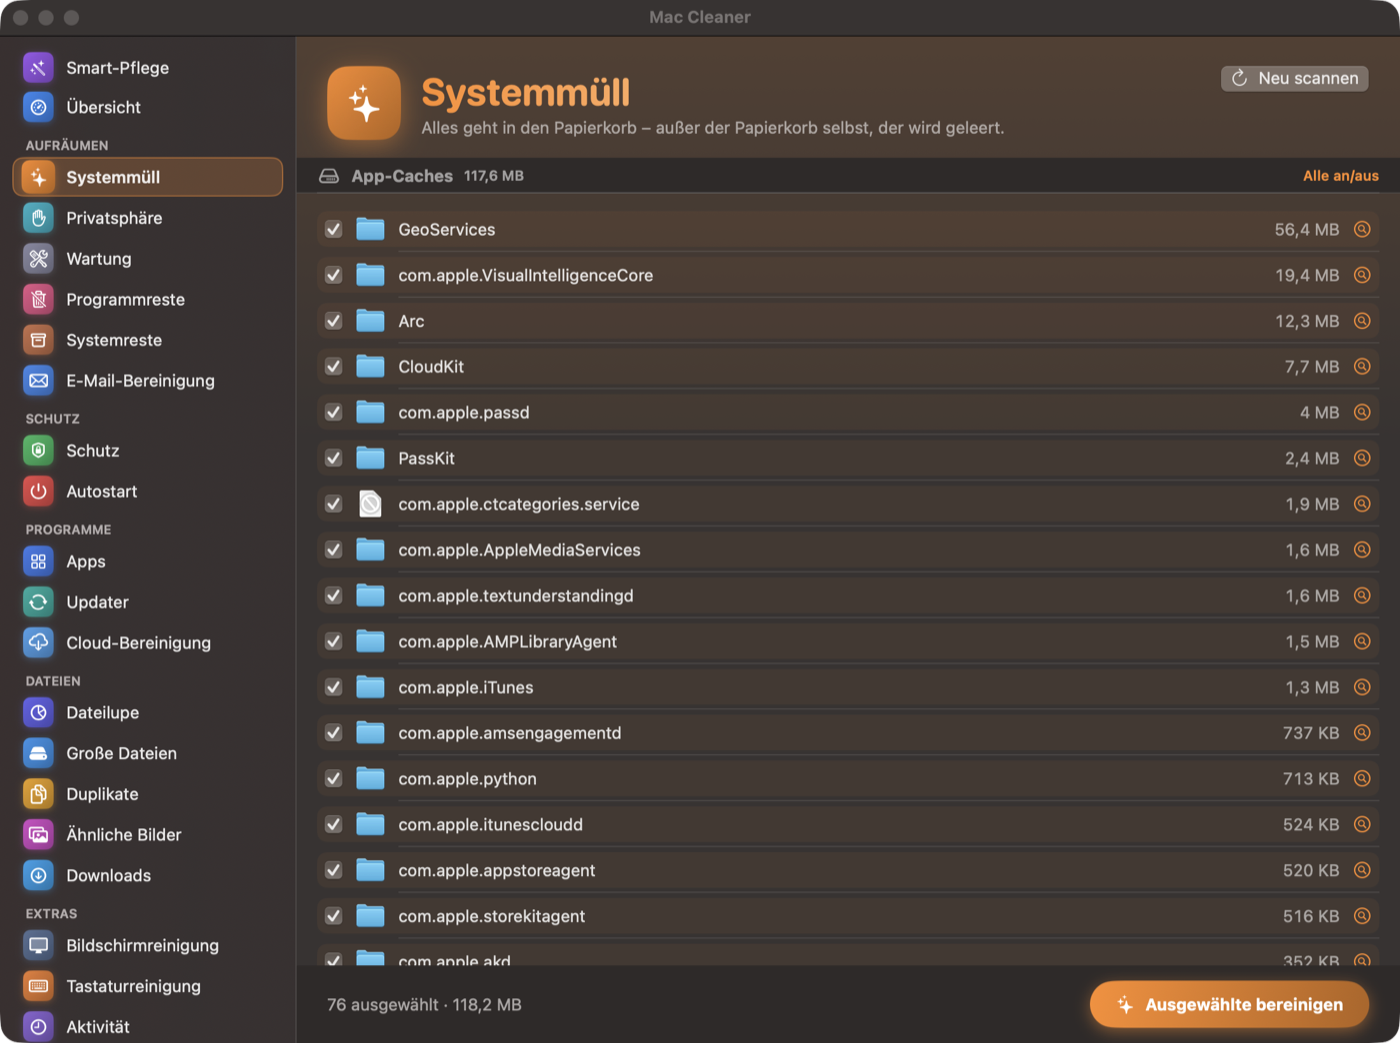 Mac Cleaner
Smart-Pflege
Übersicht
AUFRÄUMEN
Systemmüll
Privatsphäre
Wartung
Programmreste
Systemreste
E-Mail-Bereinigung
SCHUTZ
Schutz
Autostart
PROGRAMME
Apps
Updater
Cloud-Bereinigung
DATEIEN
Dateilupe
Große Dateien
Duplikate
Ähnliche Bilder
Downloads
EXTRAS
Bildschirmreinigung
Tastaturreinigung
Aktivität
Systemmüll
Alles geht in den Papierkorb – außer der Papierkorb selbst, der wird geleert.
Neu scannen
App-Caches 117,6 MB Alle an/aus
GeoServices 56,4 MB
com.apple.VisualIntelligenceCore 19,4 MB
Arc 12,3 MB
CloudKit 7,7 MB
com.apple.passd 4 MB
PassKit 2,4 MB
com.apple.ctcategories.service 1,9 MB
com.apple.AppleMediaServices 1,6 MB
com.apple.textunderstandingd 1,6 MB
com.apple.AMPLibraryAgent 1,5 MB
com.apple.iTunes 1,3 MB
com.apple.amsengagementd 737 KB
com.apple.python 713 KB
com.apple.itunescloudd 524 KB
com.apple.appstoreagent 520 KB
com.apple.storekitagent 516 KB
com.apple.akd 352 KB
76 ausgewählt · 118,2 MB
Ausgewählte bereinigen